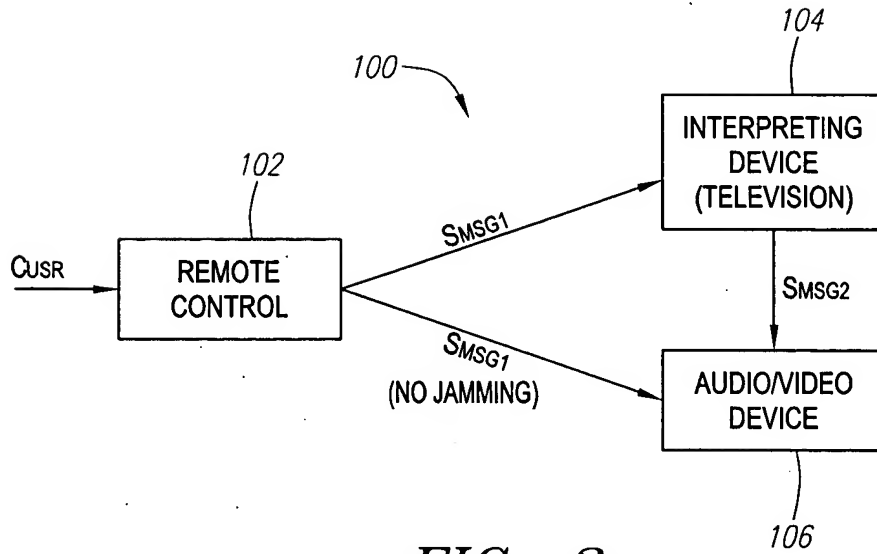 104
100
INTERPRETING
DEVICE
(TELEVISION)
102
SMSG1
CUSR
REMOTE
CONTROL
SMSG2
SMSG1
(NO JAMMING)
AUDIO/VIDEO
DEVICE
106